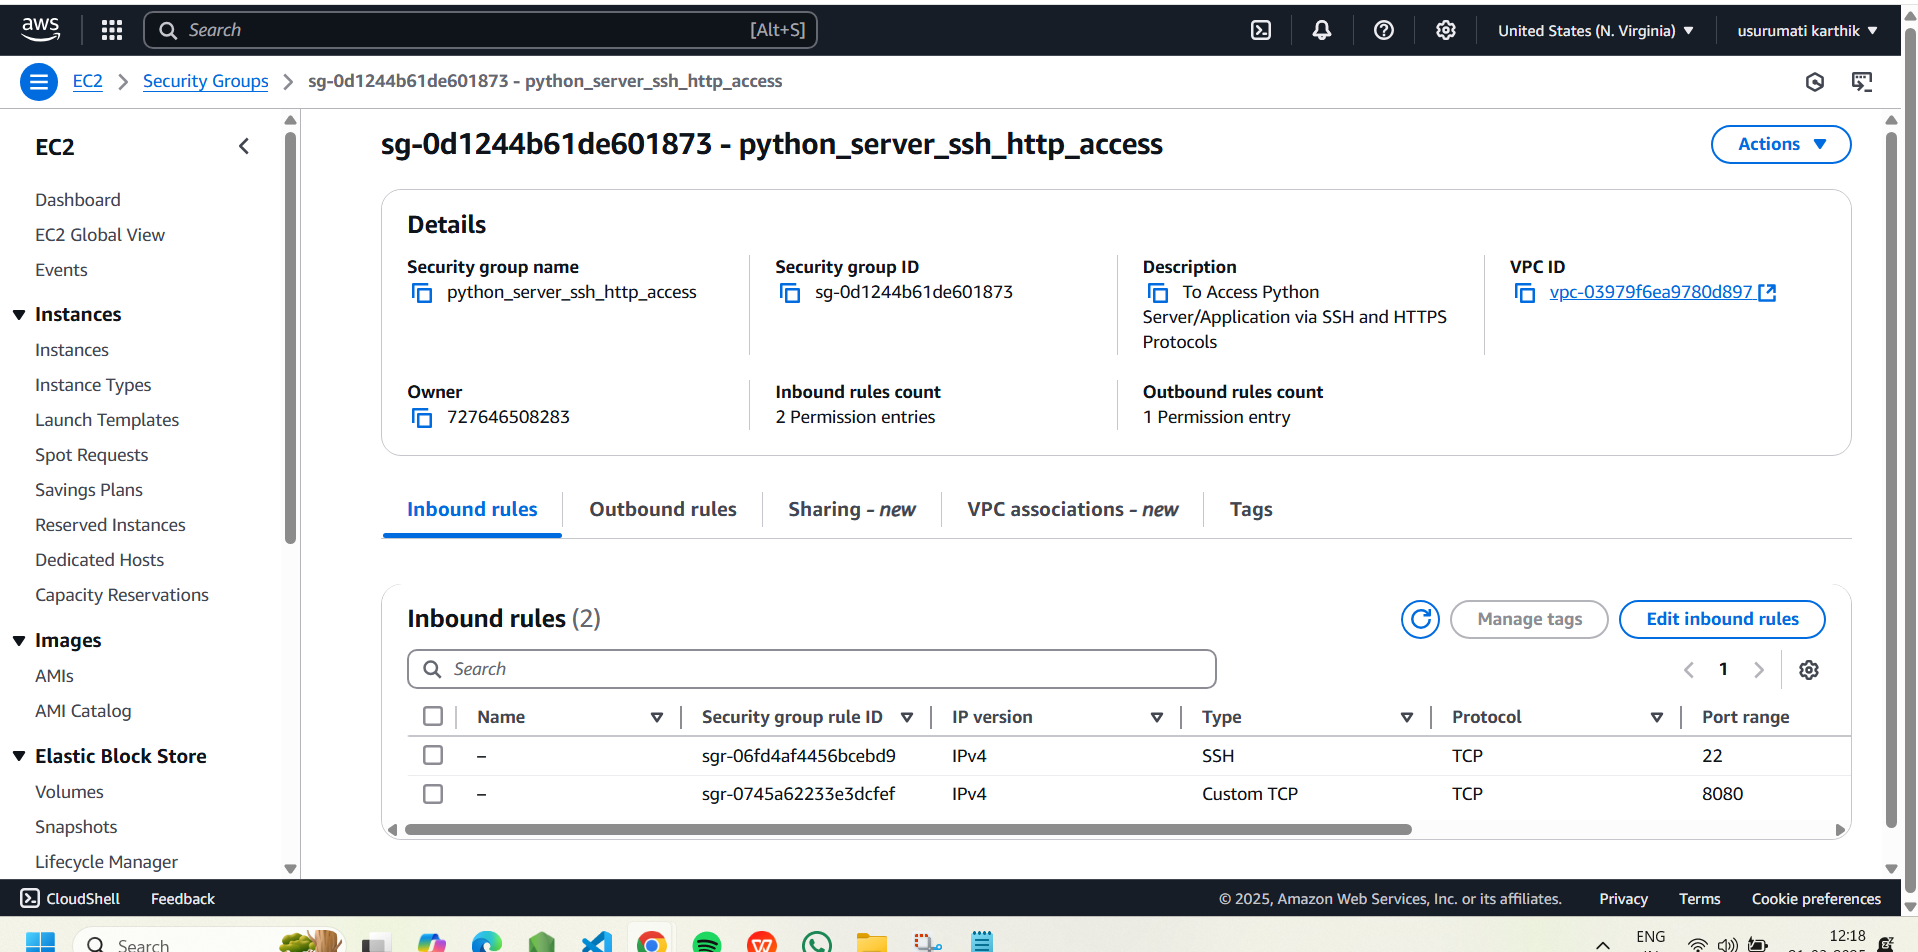 aws
Search
[Alt+S]
United States (N. Virginia)
usurumati karthik
EC2
Security Groups
sg-0d1244b61de601873 - python_server_ssh_http_access
EC2
Dashboard
EC2 Global View
Events
Instances
Instances
Instance Types
Launch Templates
Spot Requests
Savings Plans
Reserved Instances
Dedicated Hosts
Capacity Reservations
Images
AMIs
AMI Catalog
Elastic Block Store
Volumes
Snapshots
Lifecycle Manager
sg-0d1244b61de601873 - python_server_ssh_http_access
Actions
Details
Security group name
python_server_ssh_http_access
Security group ID
sg-0d1244b61de601873
Description
To Access Python
Server/Application via SSH and HTTPS
Protocols
VPC ID
vpc-03979f6ea9780d897
Owner
727646508283
Inbound rules count
2 Permission entries
Outbound rules count
1 Permission entry
Inbound rules
Outbound rules
Sharing - new
VPC associations - new
Tags
Inbound rules (2)
Manage tags
Edit inbound rules
Search
1
Name Security group rule ID IP version Type Protocol Port range
– sgr-06fd4af4456bcebd9 IPv4 SSH TCP 22
– sgr-0745a62233e3dcfef IPv4 Custom TCP TCP 8080
CloudShell
Feedback
© 2025, Amazon Web Services, Inc. or its affiliates.
Privacy
Terms
Cookie preferences
Search
ENG
12:18